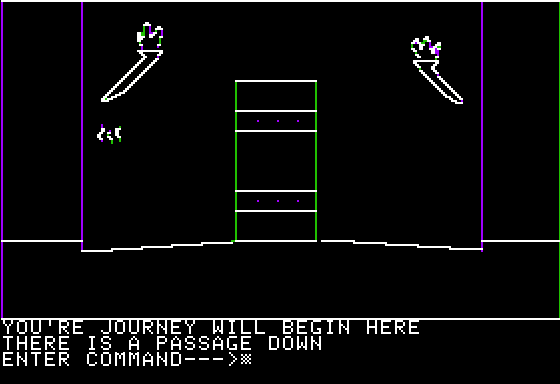 YOU'RE JOURNEY WILL BEGIN HERE
THERE IS A PASSAGE DOWN
ENTER COMMAND--->※